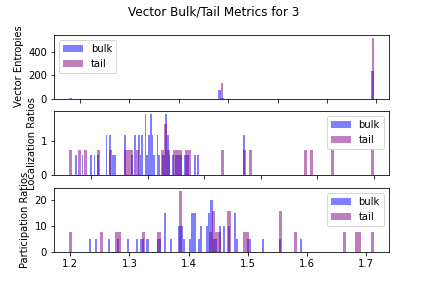 Vector Bulk/Tail Metrics for 3
Vector Entropies
400
200
0
bulk
tail
Localization Ratios
1
0
bulk
tail
Participation Ratios
20
10
0
bulk
tail
1.2 1.3 1.4 1.5 1.6 1.7